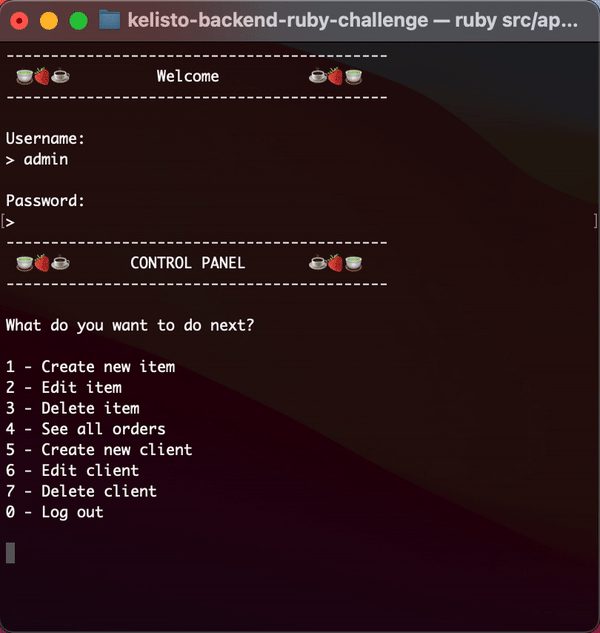 kelisto-backend-ruby-challenge — ruby src/ap...
-------------------------------------------
🍵🍓☕ Welcome ☕🍓🍵
-------------------------------------------
Username:
> admin
Password:
[> ]
-------------------------------------------
🍵🍓☕ CONTROL PANEL ☕🍓🍵
-------------------------------------------
What do you want to do next?
1 - Create new item
2 - Edit item
3 - Delete item
4 - See all orders
5 - Create new client
6 - Edit client
7 - Delete client
0 - Log out